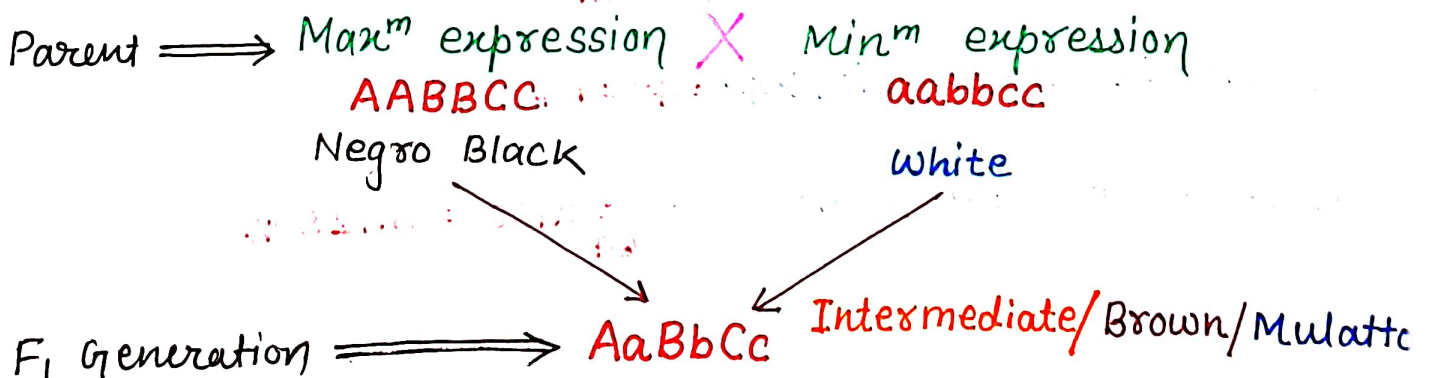 Parent ⟹ Maxᵐ expression X Minᵐ expression
AABBCC aabbcc
Negro Black White
F₁ Generation ⟹ AaBbCc Intermediate/Brown/Mulatto